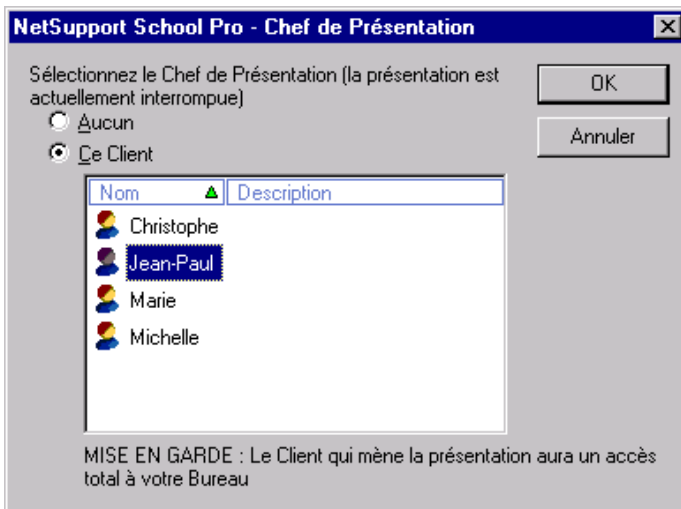 NetSupport School Pro - Chef de Présentation
Sélectionnez le Chef de Présentation (la présentation est
actuellement interrompue)
OK
Aucun
Annuler
Ce Client
Nom Description
Christophe
Jean-Paul
Marie
Michelle
MISE EN GARDE : Le Client qui mène la présentation aura un accès
total à votre Bureau